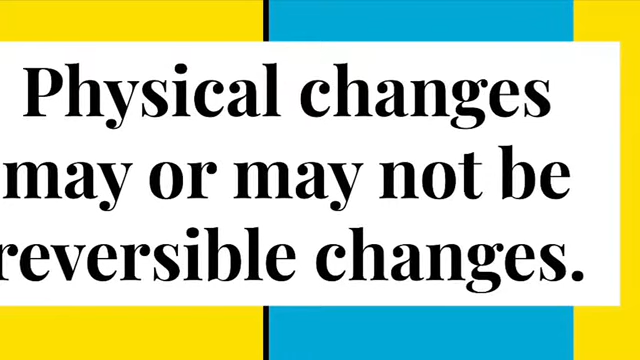 Physical changes
may or may not be
reversible changes.